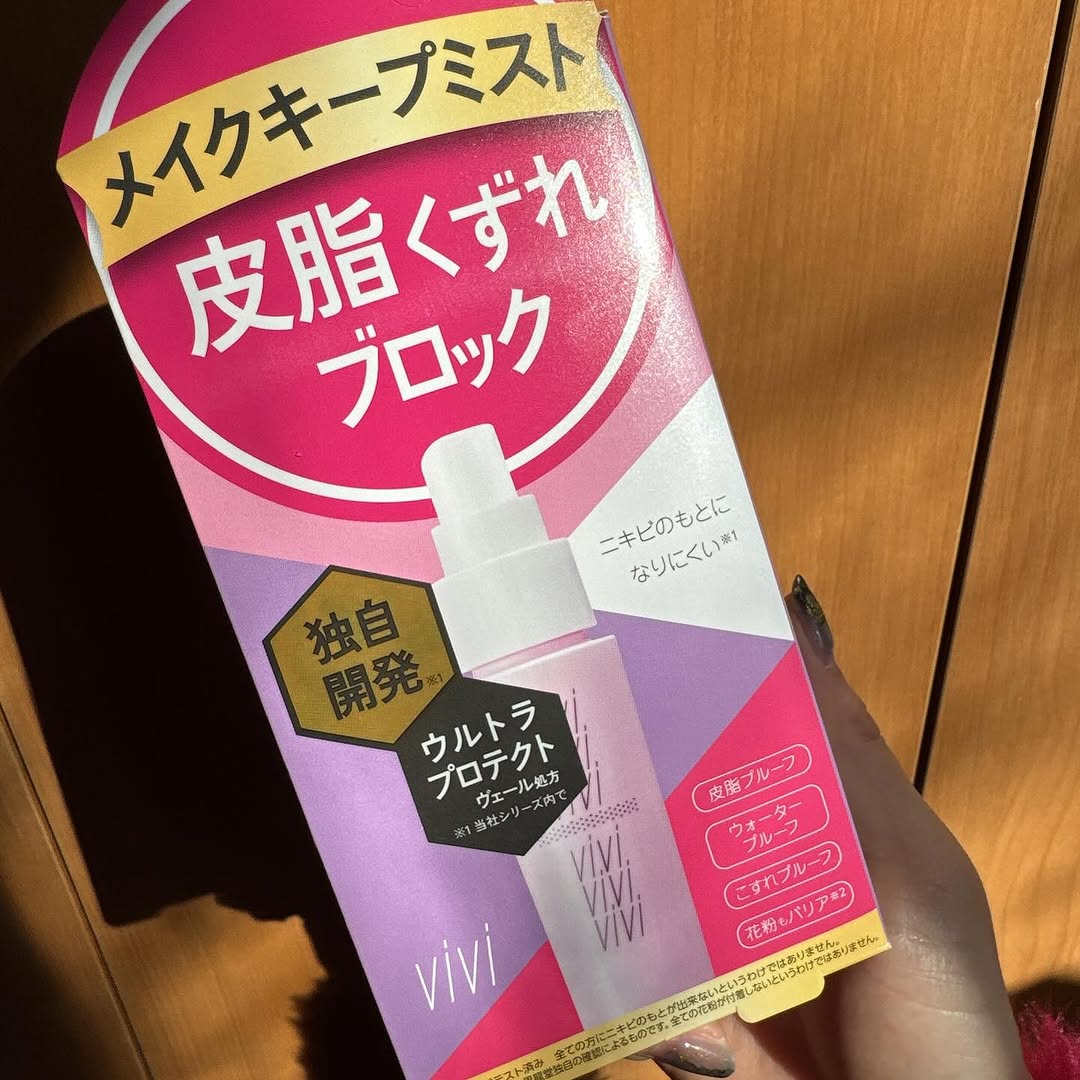 メイクキープミスト
皮脂くずれ
ブロック
ニキビのもとに
なりにくい※1
独自
開発※1
ウルトラ
プロテクト
ヴェール処方
※1 当社シリーズ内で
vivi,
vivi,
vivi
皮脂プルーフ
ウォーター
プルーフ
こすれプルーフ
花粉もバリア※2
vivi
テスト済み 全ての方にニキビのもとが出来ないというわけではありません。
龍堂独自の確認によるものです。全ての花粉が付着しないというわけではありません。